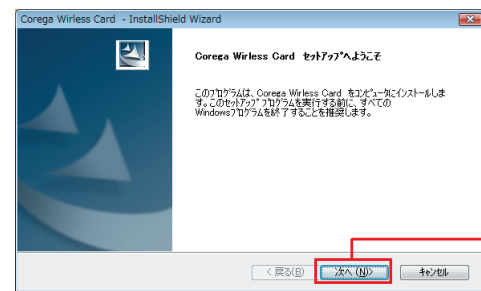 Corega Wirless Card - InstallShield Wizard
Corega Wirless Card セットアップへようこそ
このプログラムは、Corega Wirless Card をコンピュータにインストールしま
す。このセットアップ プログラムを実行する前に、すべての
Windowsプログラムを終了することを推奨します。
< 戻る(B)
次へ (N)>
キャンセル